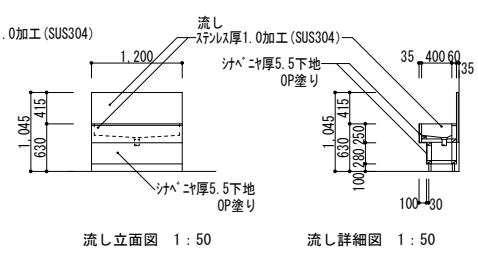 流し
.0加工(SUS304)
ステンレス厚1.0加工(SUS304)
1,200
35 400 60
35
シナベニヤ厚5.5下地
OP塗り
1,045
415
630
1,045
415
630
250
280
100
シナベニヤ厚5.5下地
OP塗り
100 30
流し立面図 1:50
流し詳細図 1:50